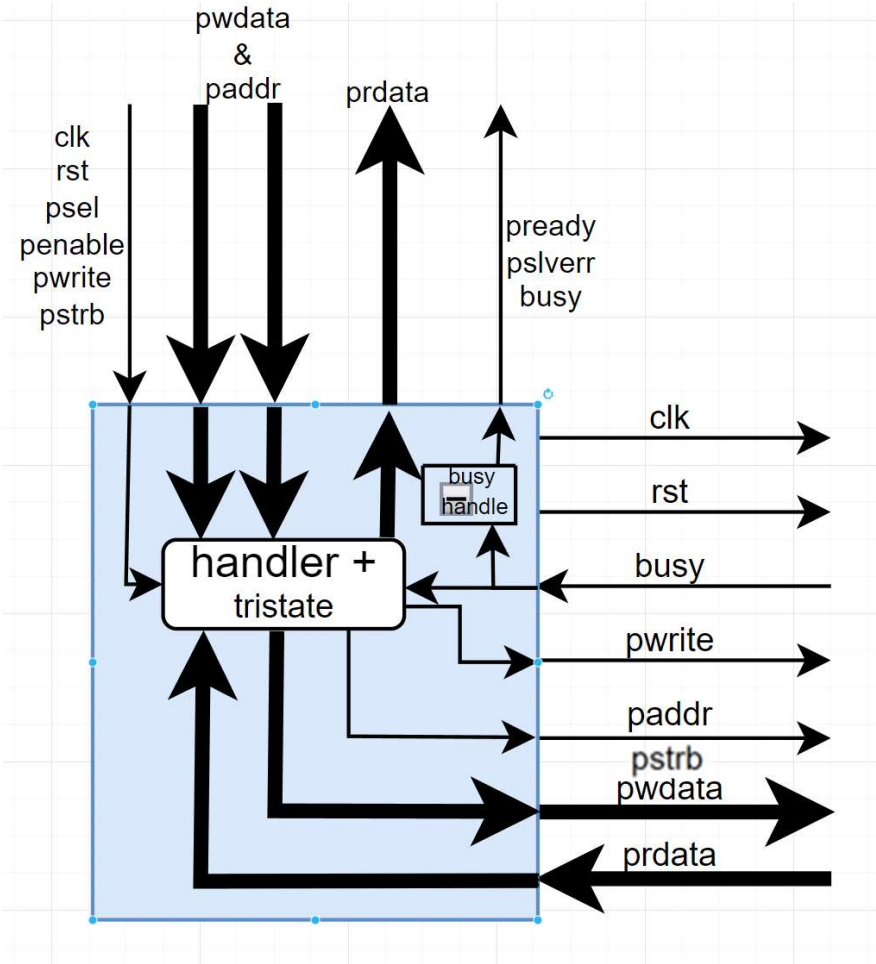 pwdata
&
paddr
prdata
clk
rst
psel
penable
pwrite
pstrb
pready
pslverr
busy
busy
handle
handler +
tristate
clk
rst
busy
pwrite
paddr
pstrb
pwdata
prdata